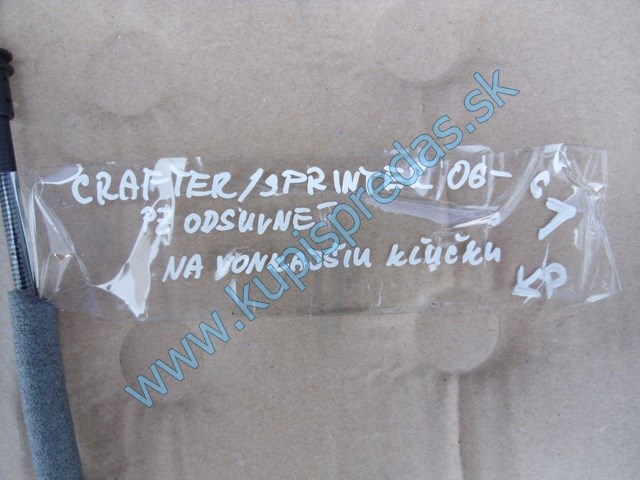 CRAFTER/SPRINTER 06-
PZ ODSUVNE
NA VONKAJŠIU KĽUČKU
www.kupispredas.sk